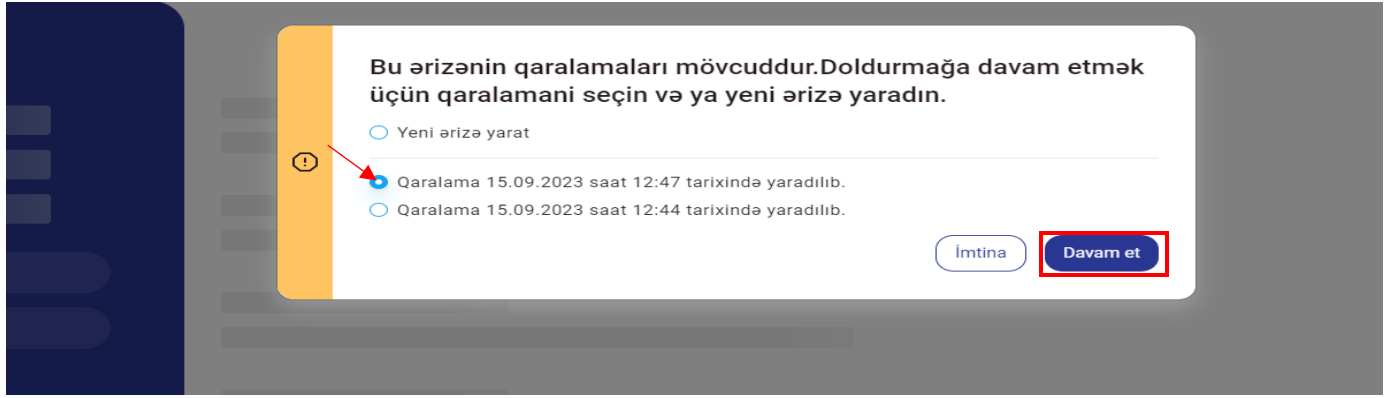 Bu ərizənin qaralamaları mövcuddur.Doldurmağa davam etmək
üçün qaralamani seçin və ya yeni ərizə yaradın.
Yeni ərizə yarat
Qaralama 15.09.2023 saat 12:47 tarixində yaradılıb.
Qaralama 15.09.2023 saat 12:44 tarixində yaradılıb.
İmtina
Davam et